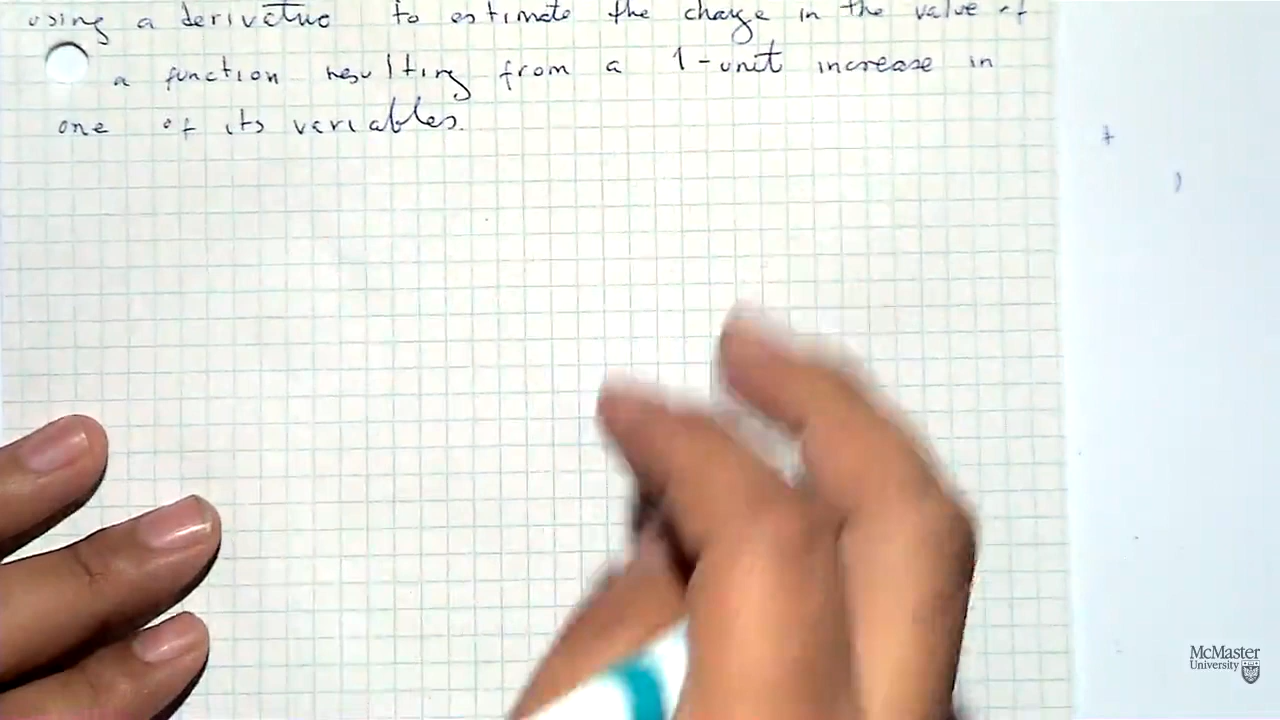 using a derivative to estimate the change in the value of
a function resulting from a 1-unit increase in
one of its variables.
McMaster
University